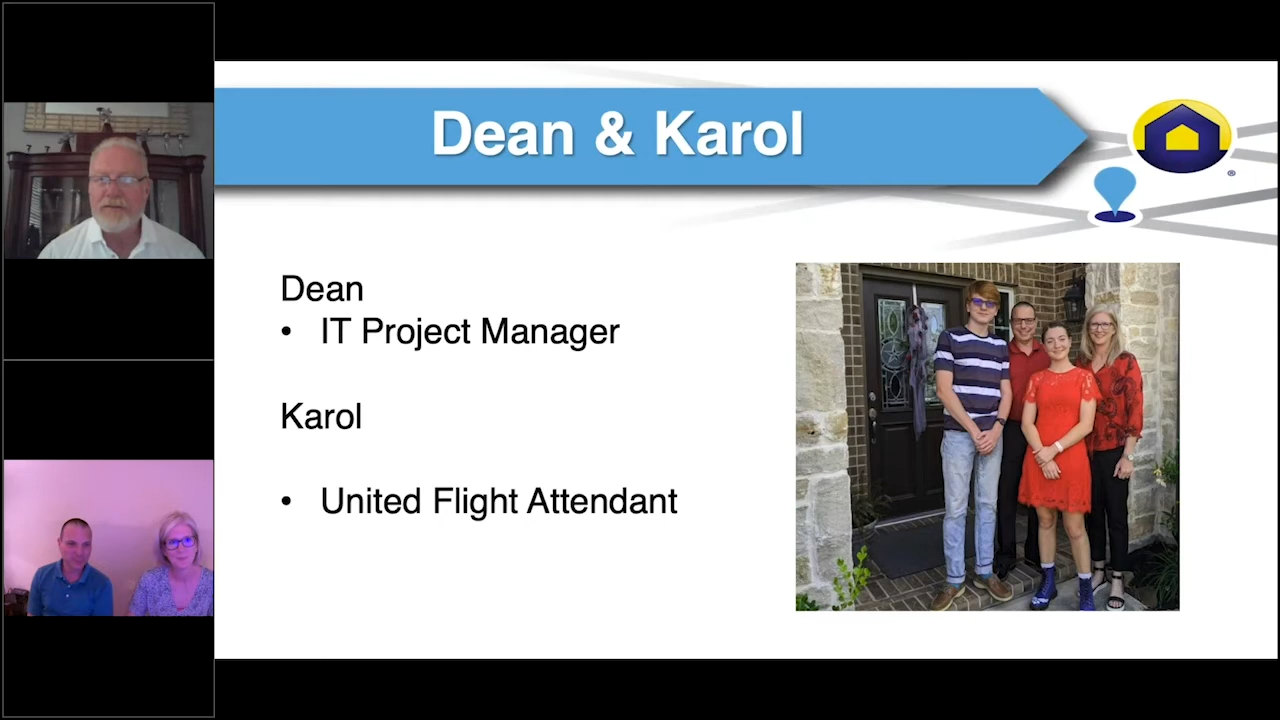 Dean & Karol
Dean
• IT Project Manager
Karol
• United Flight Attendant
®